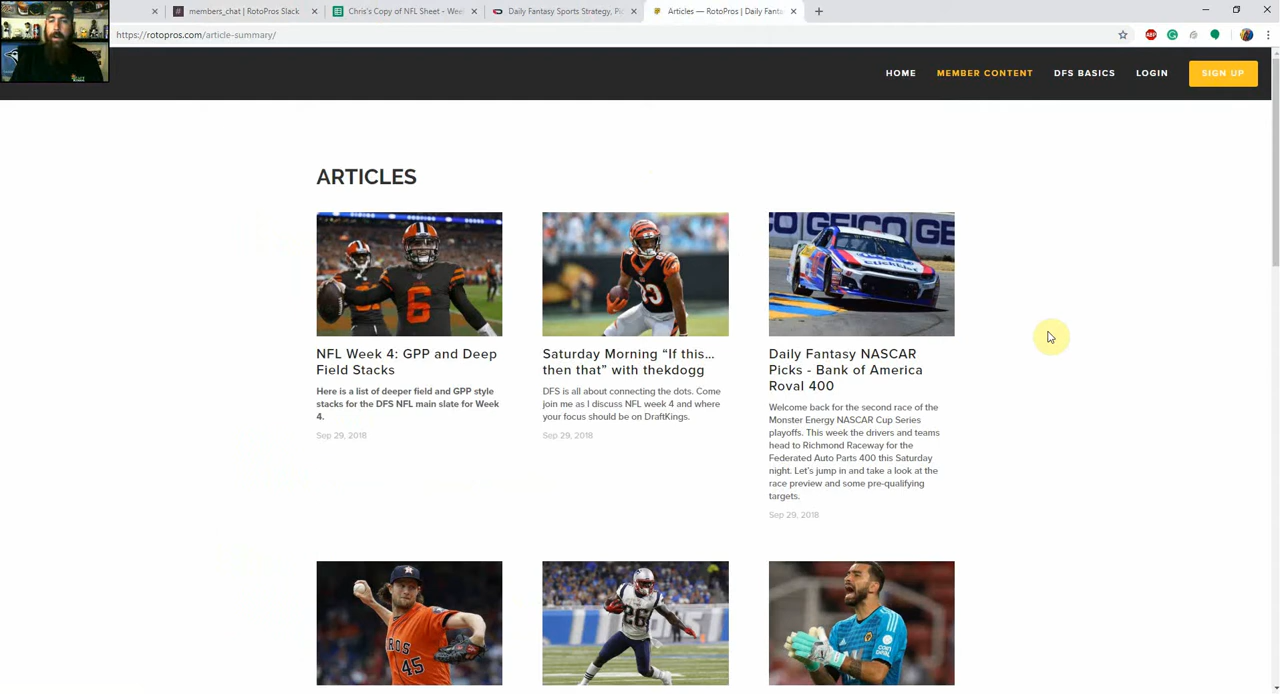 members_chat | RotoPros Slack
Chris's Copy of NFL Sheet - Wee
Daily Fantasy Sports Strategy, Pi
Articles — RotoPros | Daily Fanta
https://rotopros.com/article-summary/
ABP
HOME
MEMBER CONTENT
DFS BASICS
LOGIN
SIGN UP
ARTICLES
NFL Week 4: GPP and Deep
Field Stacks
Here is a list of deeper field and GPP style
stacks for the DFS NFL main slate for Week
4.
Sep 29, 2018
Saturday Morning “If this...
then that” with thekdogg
DFS is all about connecting the dots. Come
join me as I discuss NFL week 4 and where
your focus should be on DraftKings.
Sep 29, 2018
GEICO
Daily Fantasy NASCAR
Picks - Bank of America
Roval 400
Welcome back for the second race of the
Monster Energy NASCAR Cup Series
playoffs. This week the drivers and teams
head to Richmond Raceway for the
Federated Auto Parts 400 this Saturday
night. Let’s jump in and take a look at the
race preview and some pre-qualifying
targets.
Sep 29, 2018
6
45
26